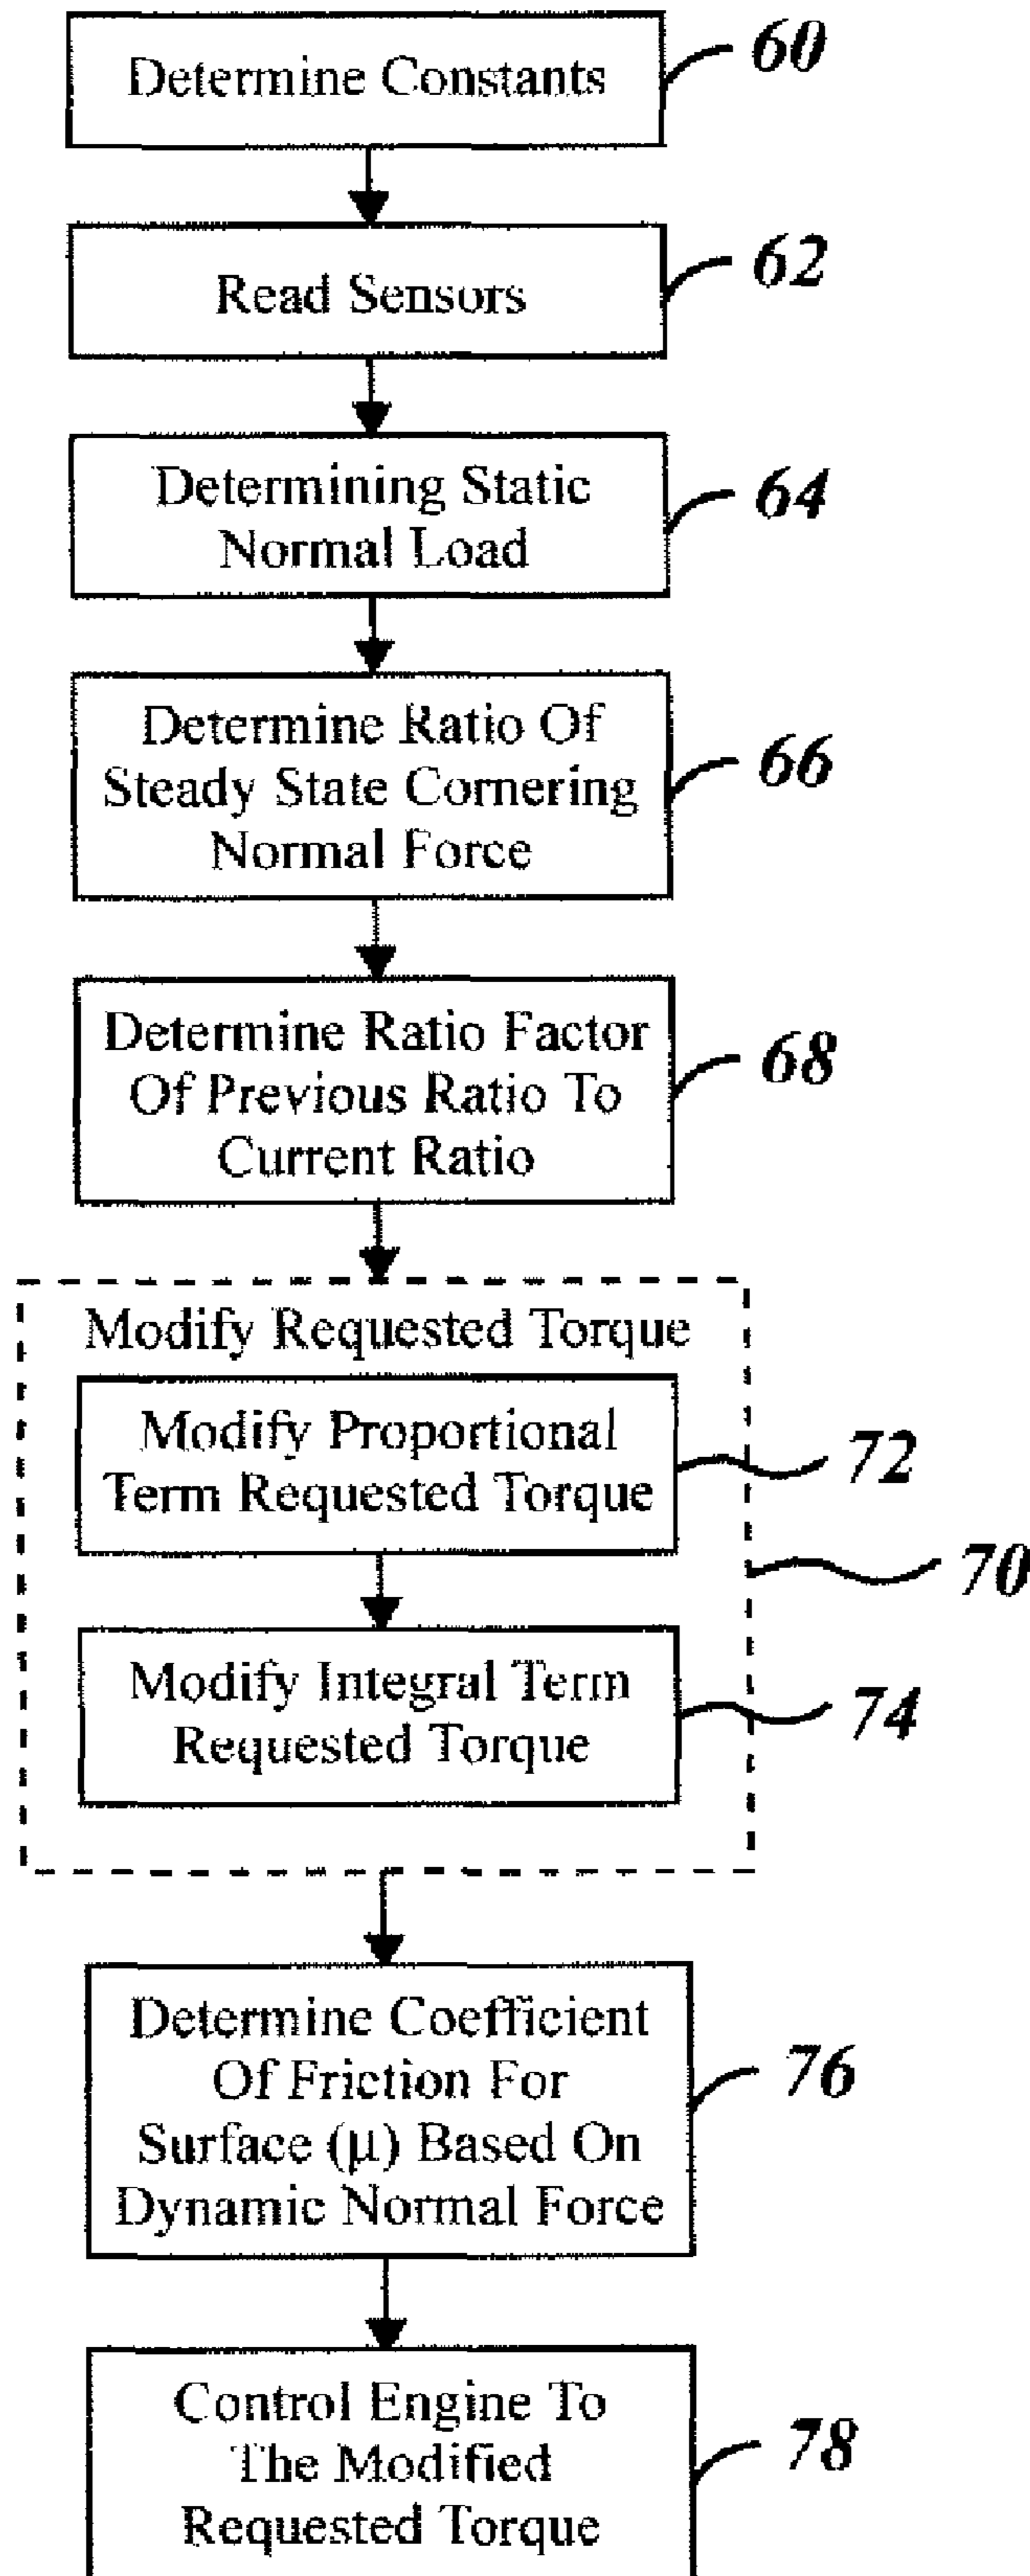 Determine Constants
60
Read Sensors
62
Determining Static
Normal Load
64
Determine Ratio Of
Steady State Cornering
Normal Force
66
Determine Ratio Factor
Of Previous Ratio To
Current Ratio
68
Modify Requested Torque
Modify Proportional
Term Requested Torque
72
70
Modify Integral Term
Requested Torque
74
Determine Coefficient
Of Friction For
Surface (μ) Based On
Dynamic Normal Force
76
Control Engine To
The Modified
Requested Torque
78